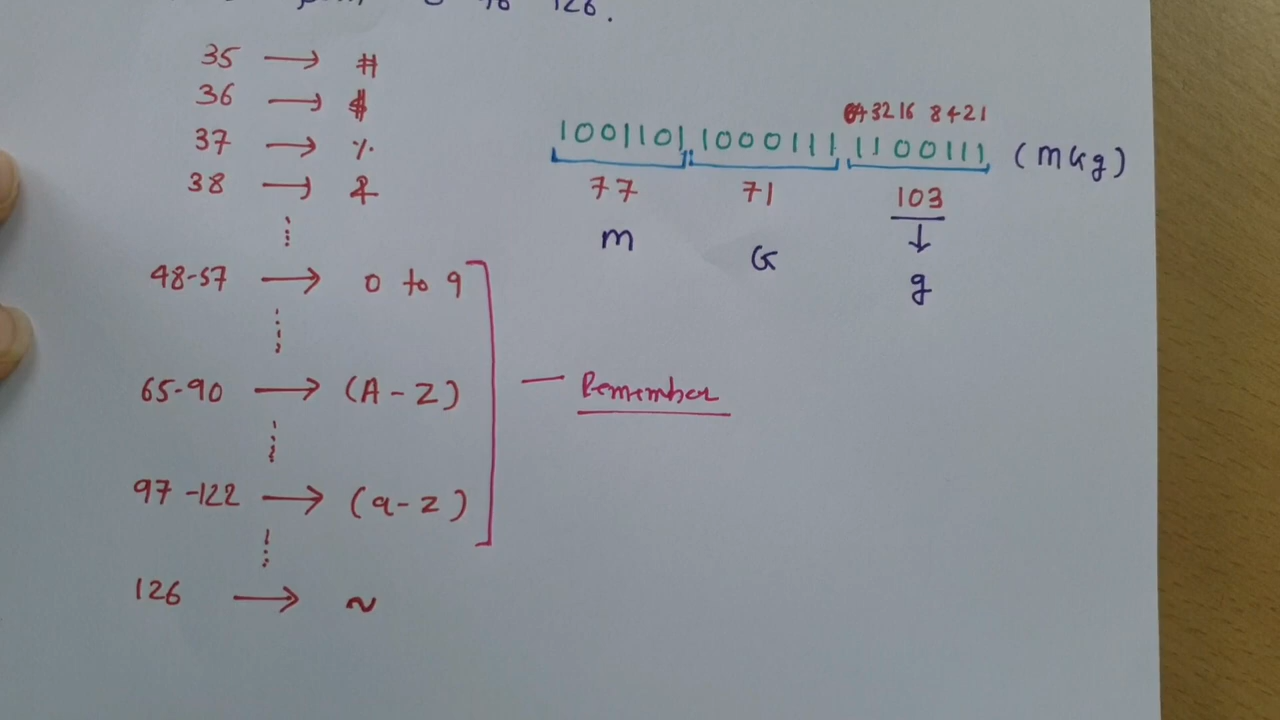 126.
35 → #
36 → $
37 → %
38 → &
48-57 → 0 to 9
65-90 → (A - Z)
97-122 → (a-z)
126 → ~
Remember
64 32 16 8 4 2 1
1001101 1000111 1100111 (mGg)
77 71 103
m G ↓
g